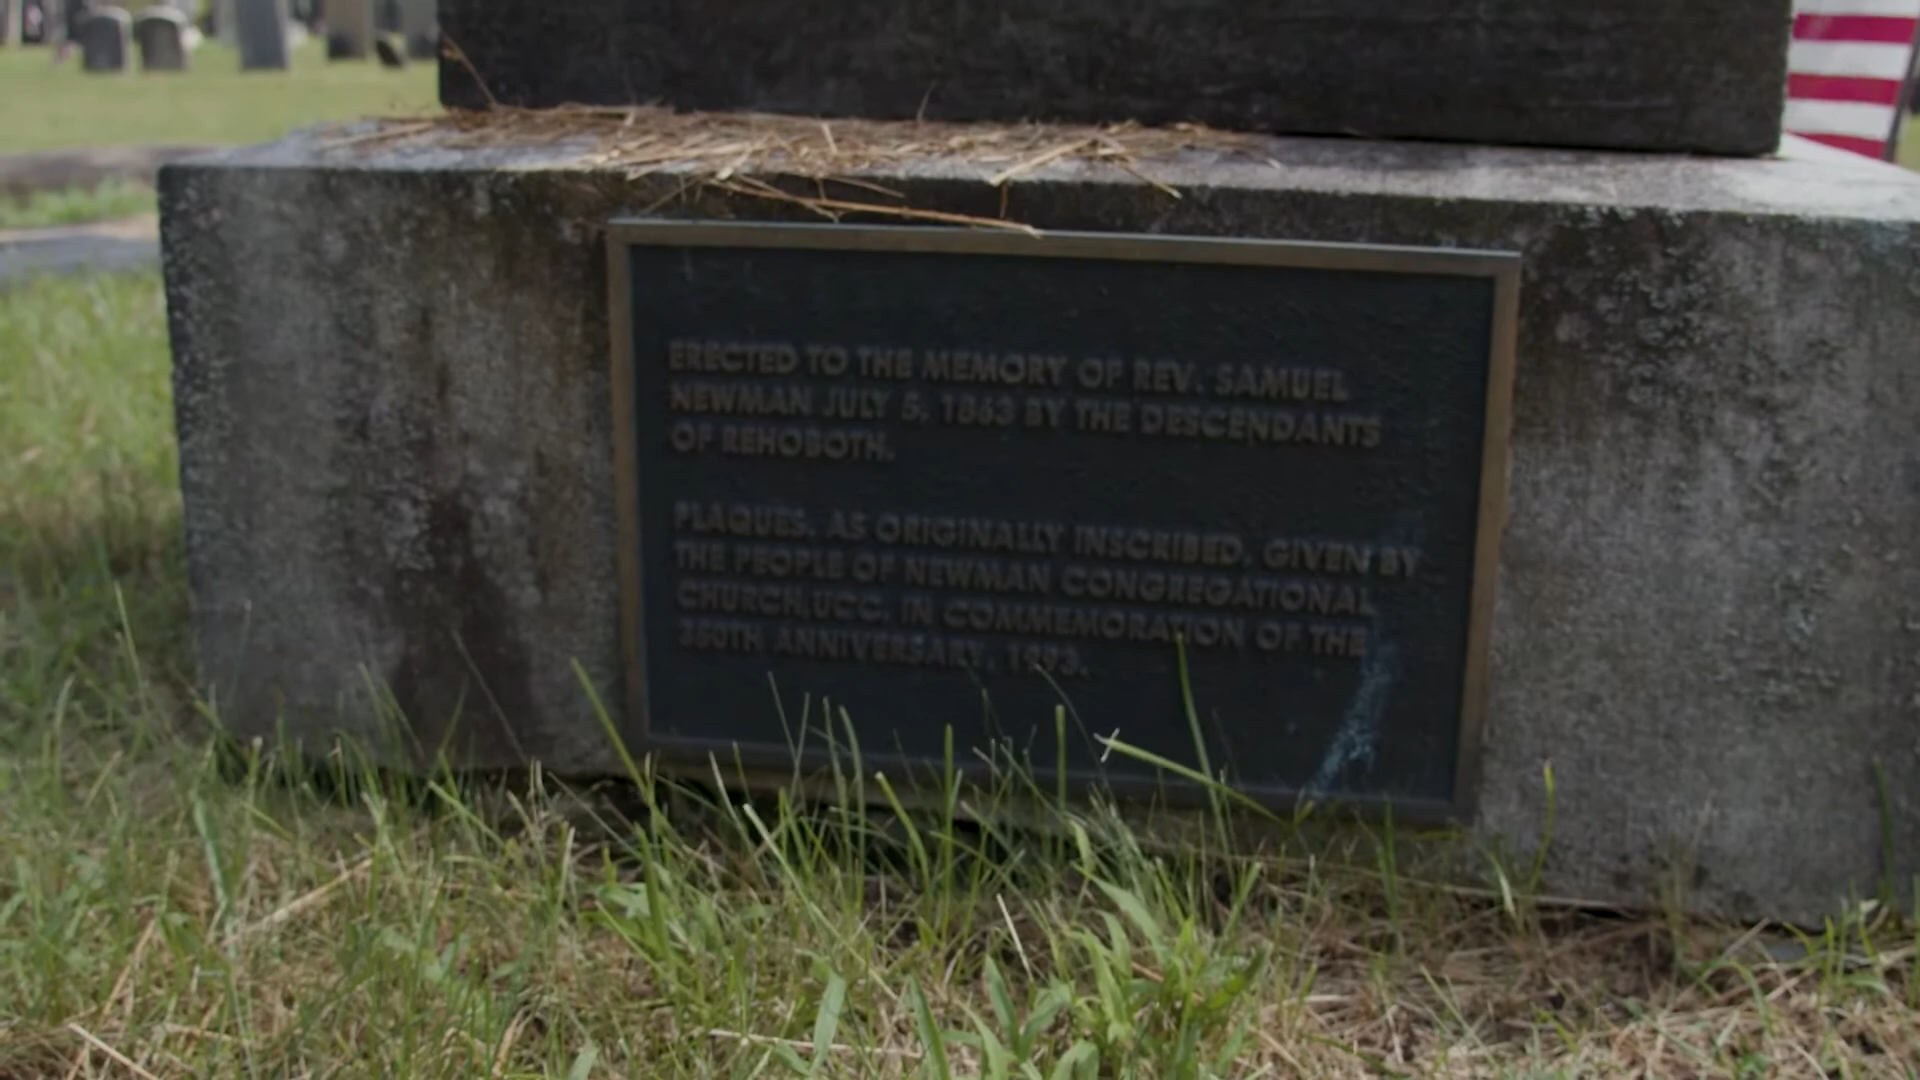 ERECTED TO THE MEMORY OF REV. SAMUEL
NEWMAN JULY 5, 1863 BY THE DESCENDANTS
OF REHOBOTH.
PLAQUES, AS ORIGINALLY INSCRIBED, GIVEN BY
THE PEOPLE OF NEWMAN CONGREGATIONAL
CHURCH, UCC, IN COMMEMORATION OF THE
350TH ANNIVERSARY, 1993.